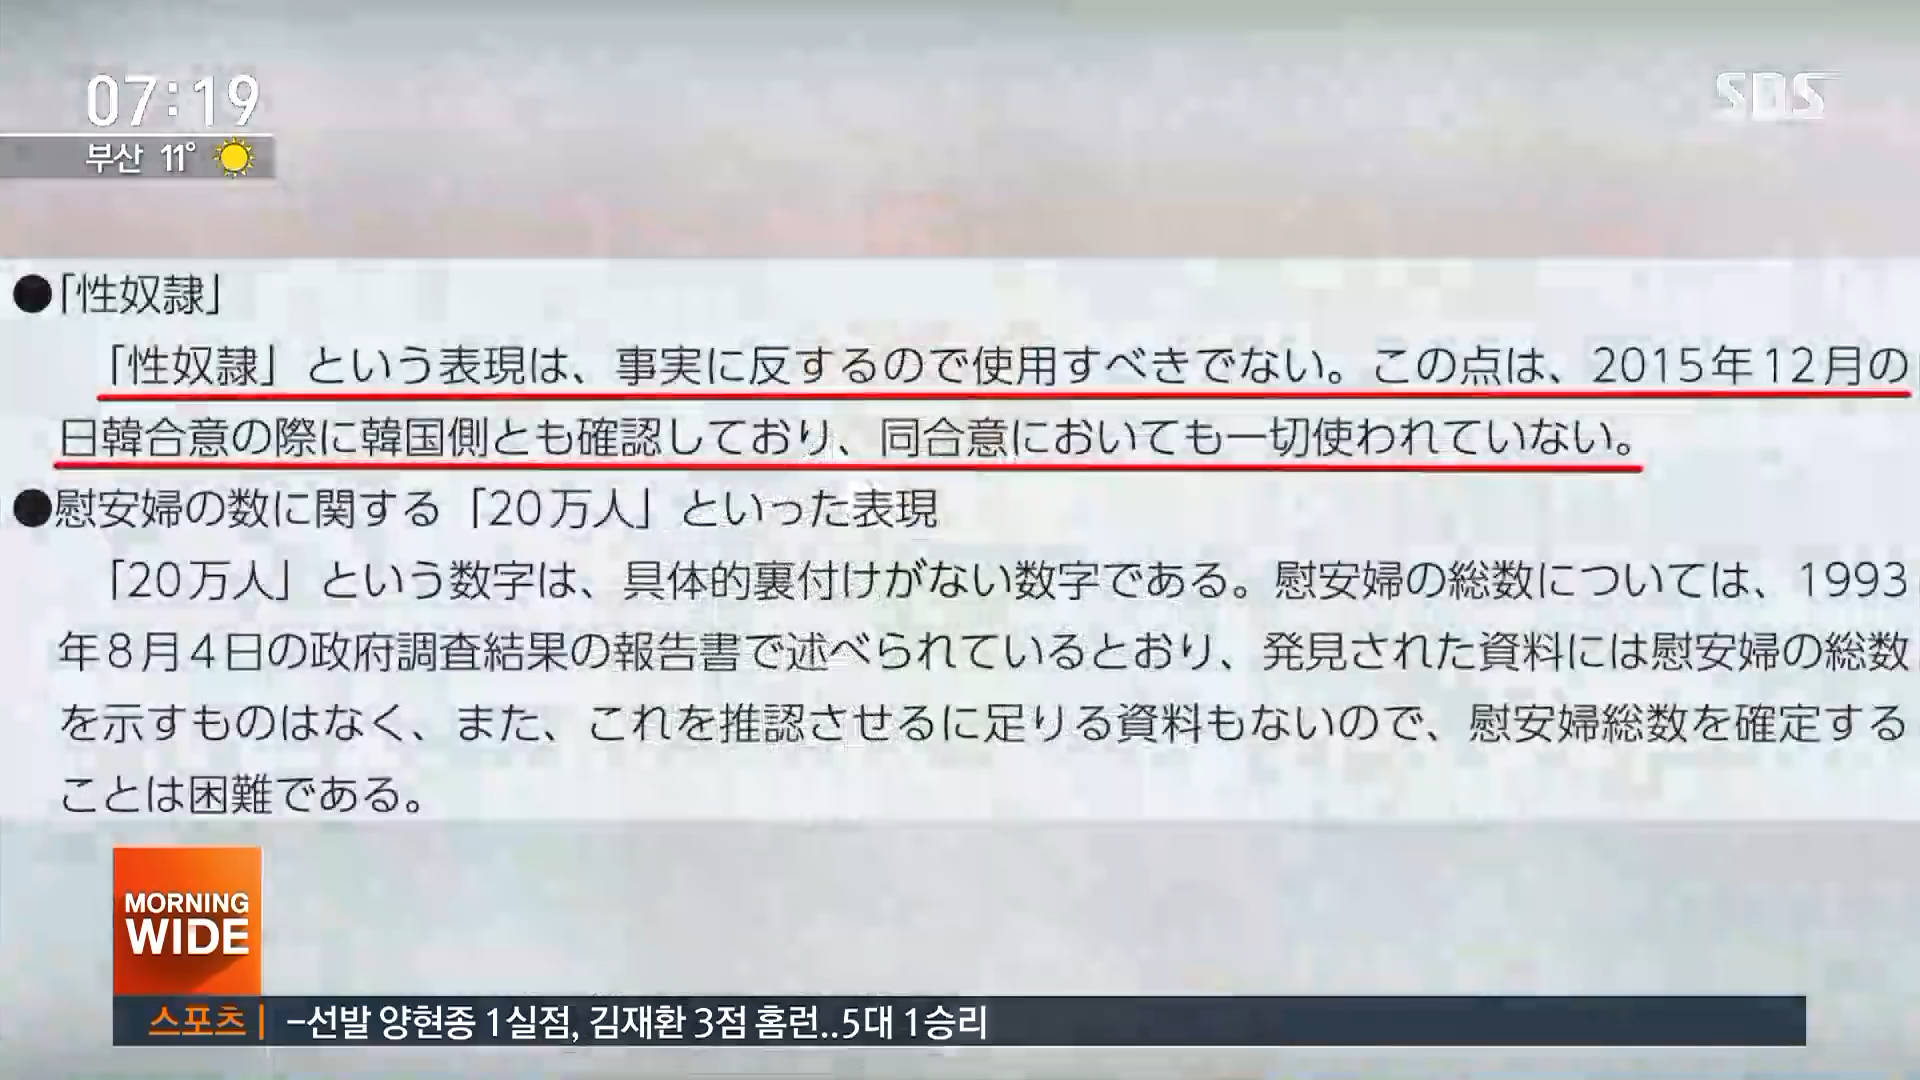 07:19
SBS
부산 11°
●「性奴隷」
「性奴隷」という表現は、事実に反するので使用すべきでない。この点は、2015年12月の
日韓合意の際に韓国側とも確認しており、同合意においても一切使われていない。
●慰安婦の数に関する「20万人」といった表現
「20万人」という数字は、具体的裏付けがない数字である。慰安婦の総数については、1993
年8月4日の政府調査結果の報告書で述べられているとおり、発見された資料には慰安婦の総数
を示すものはなく、また、これを推認させるに足りる資料もないので、慰安婦総数を確定する
ことは困難である。
MORNING
WIDE
스포츠 | -선발 양현종 1실점, 김재환 3점 홈런..5대 1승리